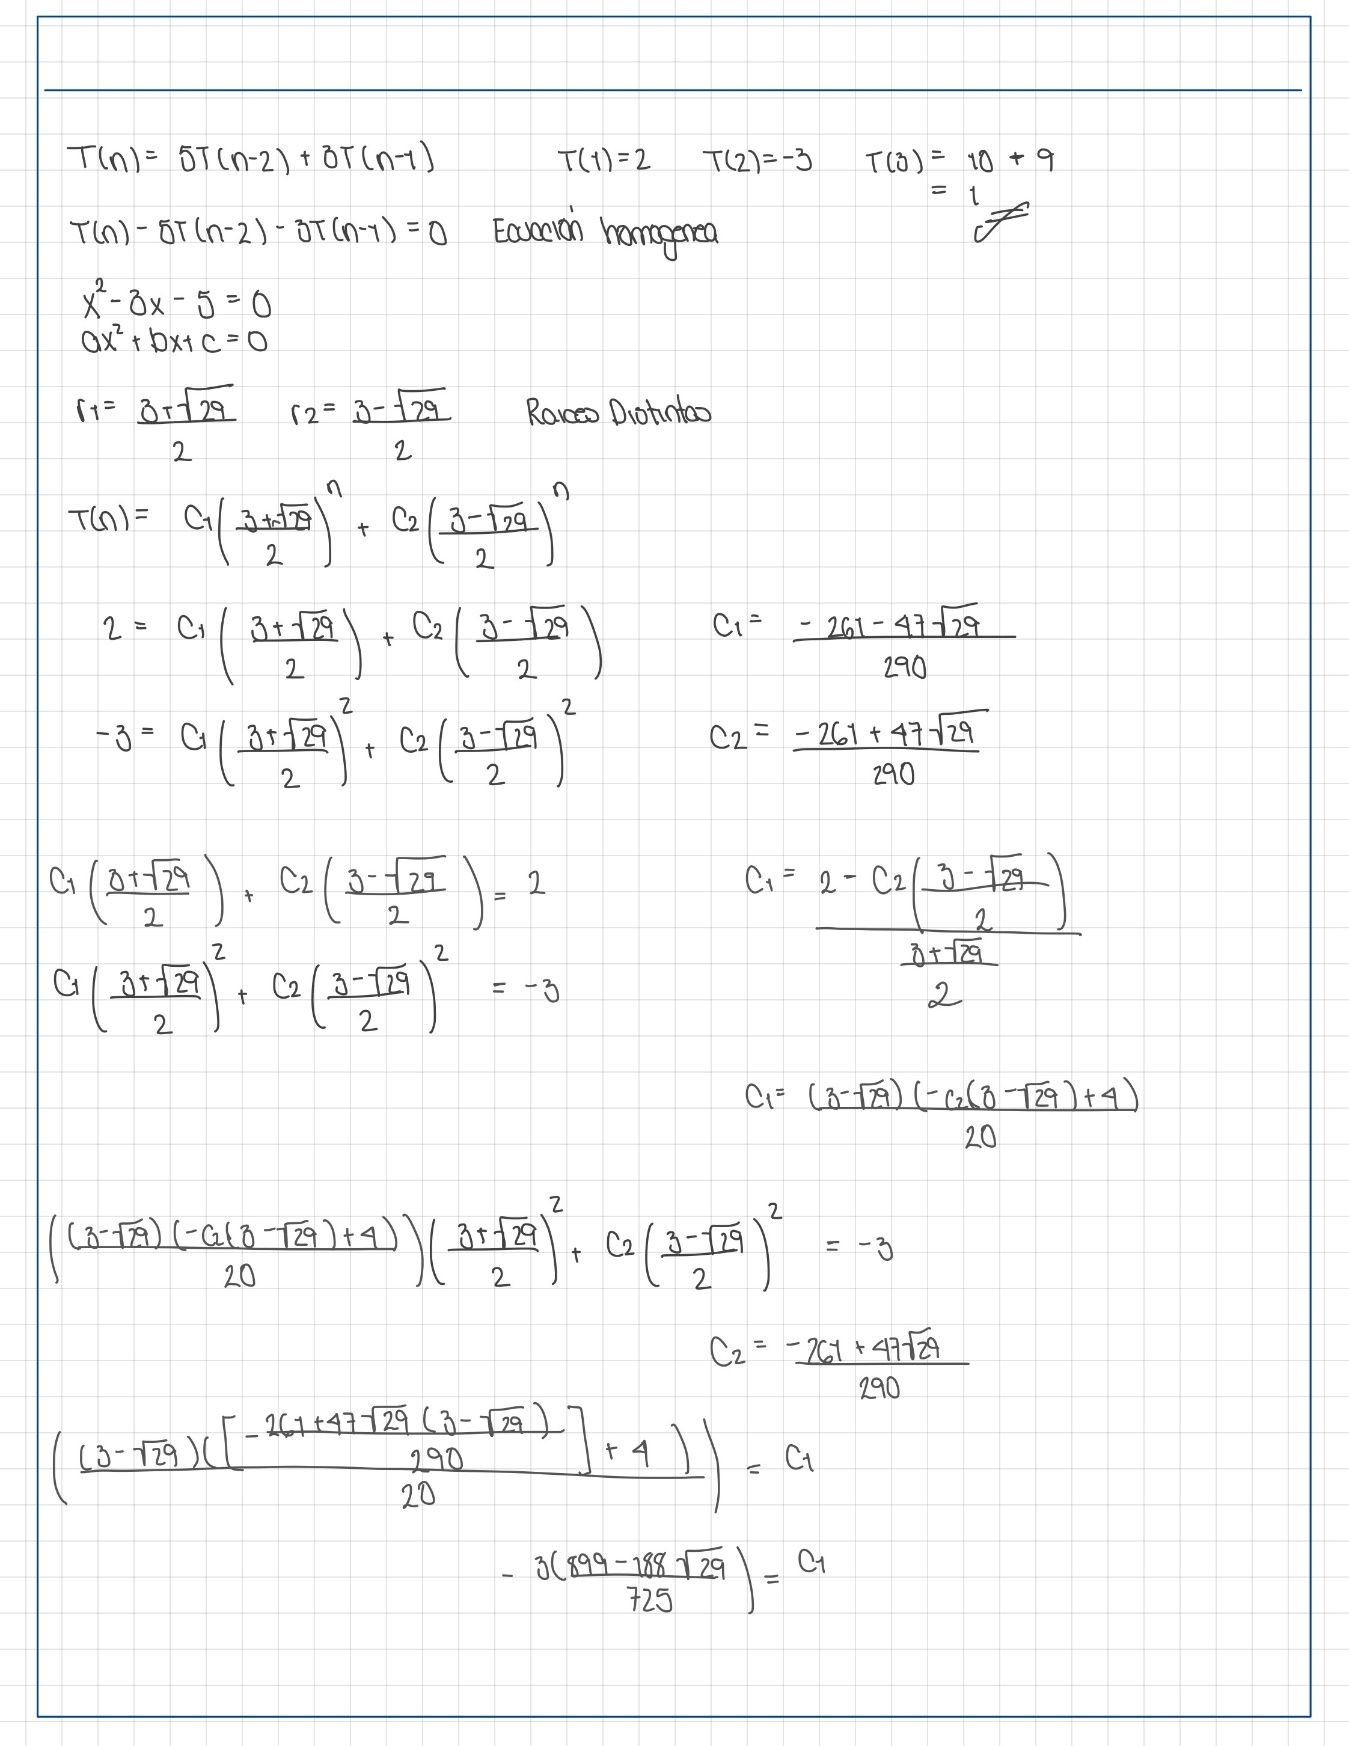 T(n) = 5T(n-2) + 3T(n-1) T(1)=2 T(2)=-3 T(3) = 10 + 9
= 1
T(n) - 5T(n-2) - 3T(n-1) = 0 Ecuación homogenea
x² - 3x - 5 = 0
ax² + bx + c = 0
r1 = (3+√29)/2 r2 = (3-√29)/2 Raices Distintas
T(n) = C1((3+√29)/2)^n + C2((3-√29)/2)^n
2 = C1((3+√29)/2) + C2((3-√29)/2) C1 = (-261-47√29)/290
-3 = C1((3+√29)/2)² + C2((3-√29)/2)² C2 = (-261+47√29)/290
C1((3+√29)/2) + C2((3-√29)/2) = 2 C1 = (2 - C2((3-√29)/2))/((3+√29)/2)
C1((3+√29)/2)² + C2((3-√29)/2)² = -3
C1 = (3-√29)(-C2(3-√29)+4)/20
((3-√29)(-C2(3-√29)+4)/20)((3+√29)/2)² + C2((3-√29)/2)² = -3
C2 = (-261+47√29)/290
((3-√29)([-261+47√29(3-√29)/290]+4)/20) = C1
- 3(899-188√29)/725) = C1